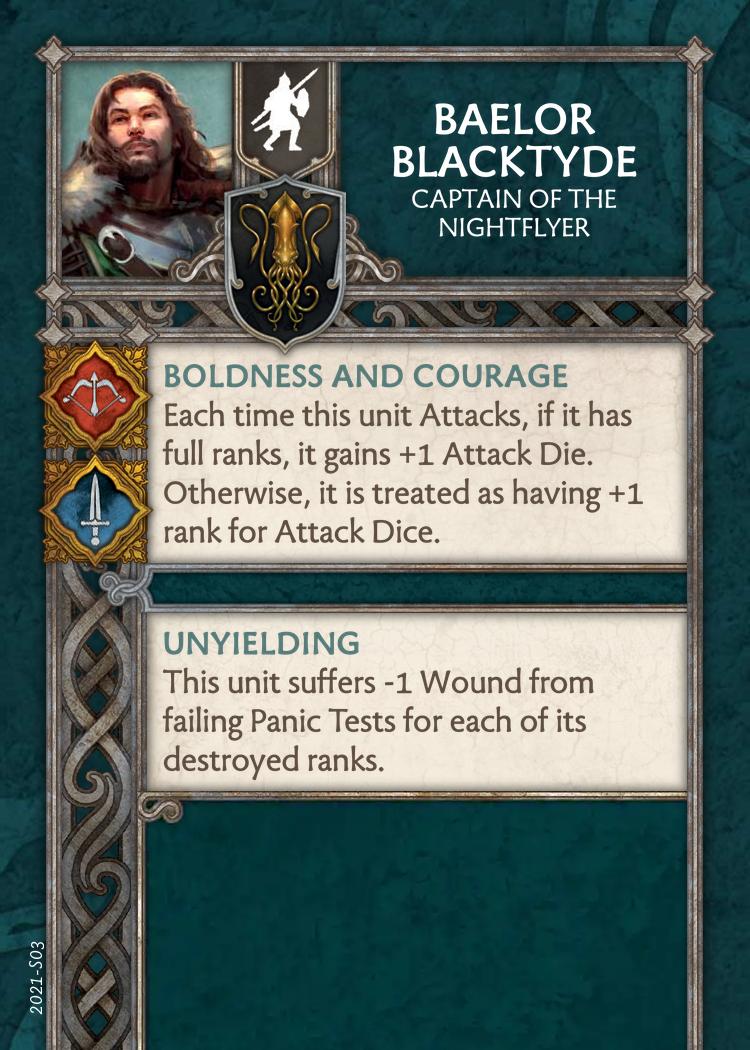 BAELOR
BLACKTYDE
CAPTAIN OF THE
NIGHTFLYER
BOLDNESS AND COURAGE
Each time this unit Attacks, if it has
full ranks, it gains +1 Attack Die.
Otherwise, it is treated as having +1
rank for Attack Dice.
UNYIELDING
This unit suffers -1 Wound from
failing Panic Tests for each of its
destroyed ranks.
2021-S03